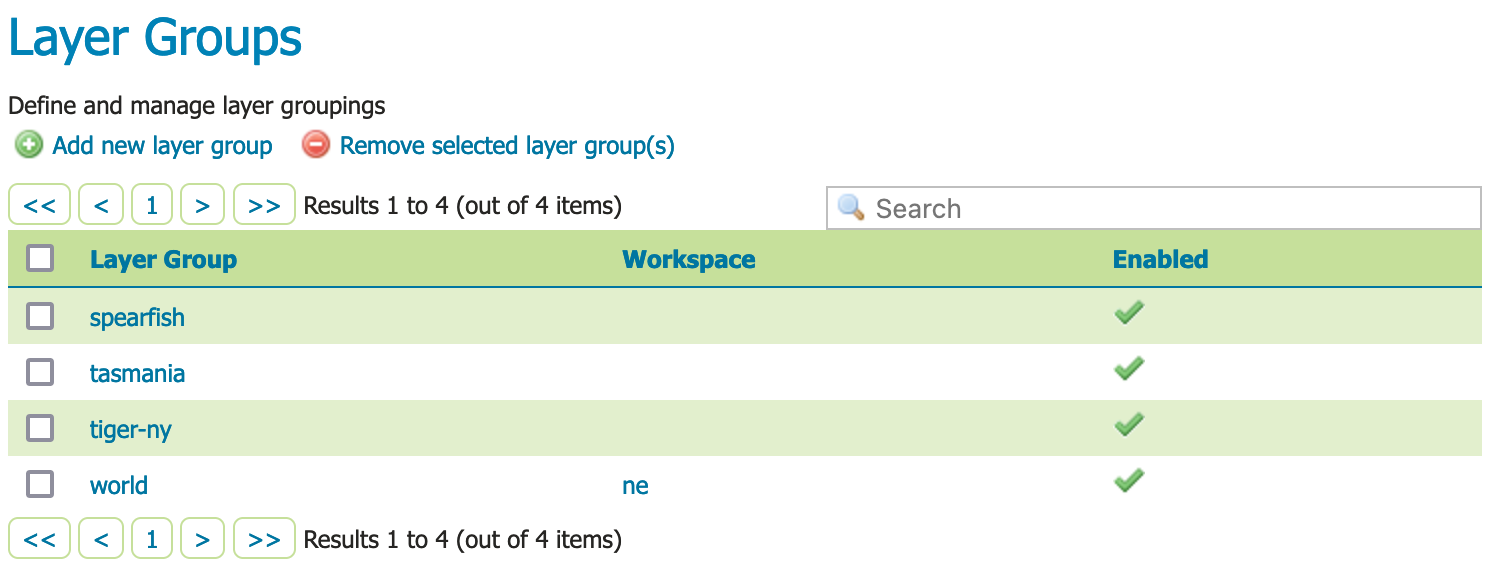 Layer Groups
Define and manage layer groupings
Add new layer group Remove selected layer group(s)
<< < 1 > >> Results 1 to 4 (out of 4 items) Search
Layer Group Workspace Enabled
spearfish
tasmania
tiger-ny
world ne
<< < 1 > >> Results 1 to 4 (out of 4 items)